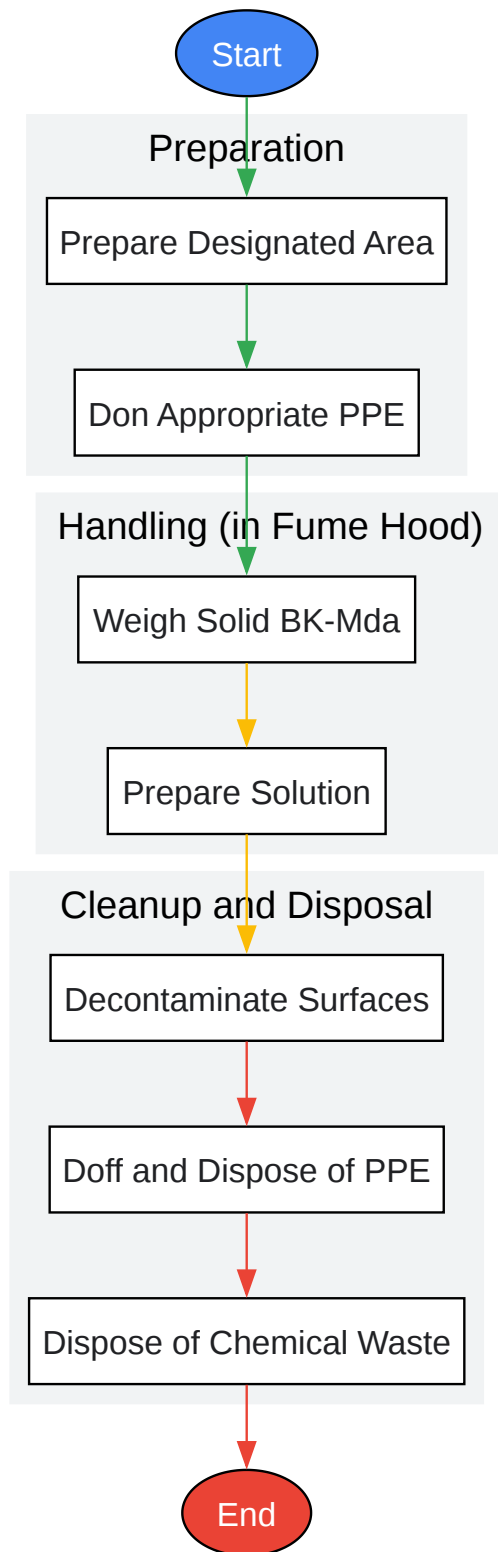 Start
Preparation
Prepare Designated Area
Don Appropriate PPE
Handling (in Fume Hood)
Weigh Solid BK-Mda
Prepare Solution
Cleanup and Disposal
Decontaminate Surfaces
Doff and Dispose of PPE
Dispose of Chemical Waste
End